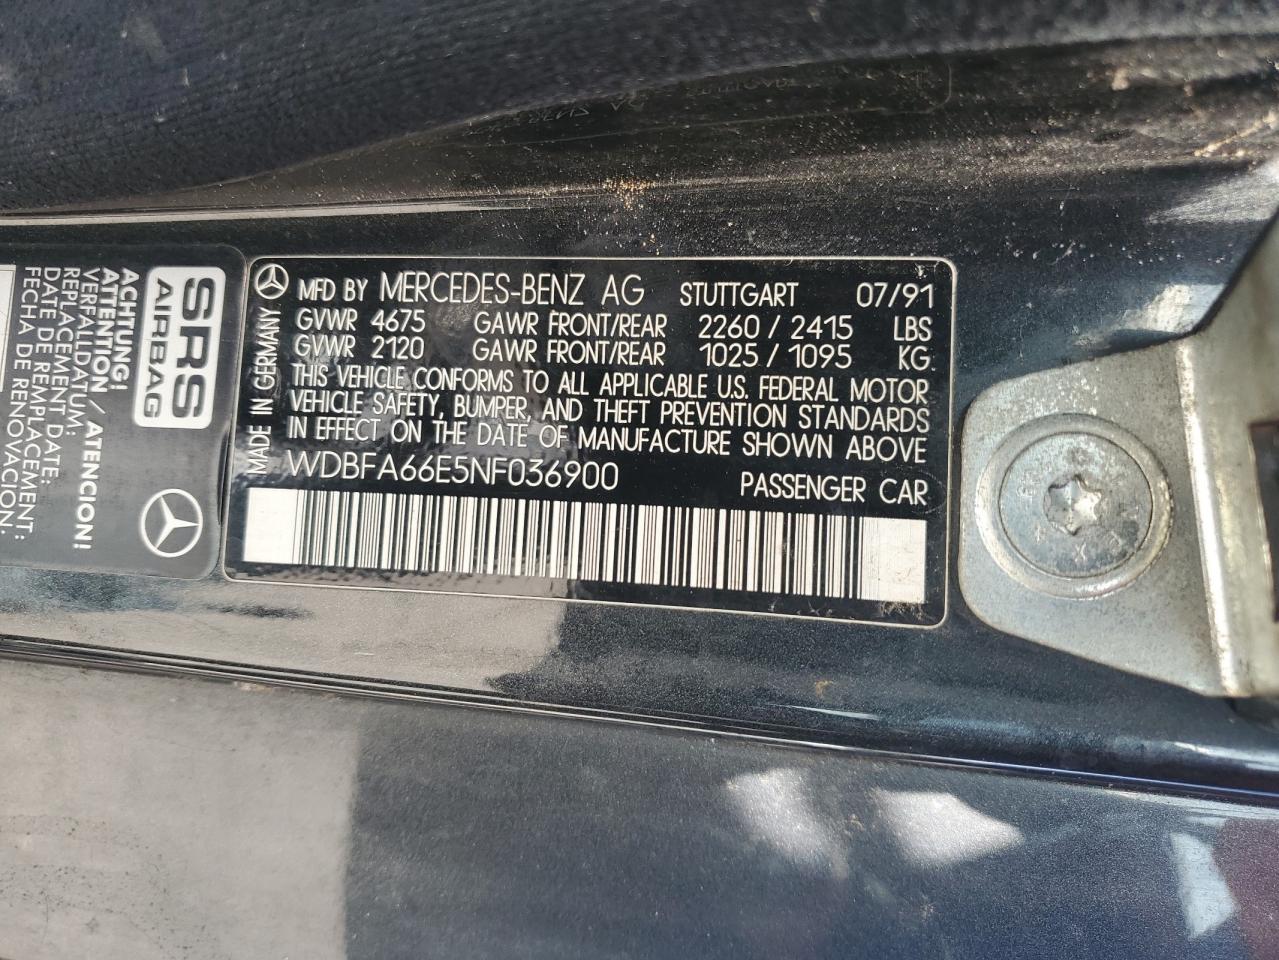 MFD BY MERCEDES-BENZ AG STUTTGART 07/91
GVWR 4675 GAWR FRONT/REAR 2260 / 2415 LBS
GVWR 2120 GAWR FRONT/REAR 1025 / 1095 KG.
THIS VEHICLE CONFORMS TO ALL APPLICABLE U.S. FEDERAL MOTOR
VEHICLE SAFETY, BUMPER, AND THEFT PREVENTION STANDARDS
IN EFFECT ON THE DATE OF MANUFACTURE SHOWN ABOVE
WDBFA66E5NF036900 PASSENGER CAR
MADE IN GERMANY
SRS
AIRBAG
ACHTUNG!
ATTENTION / ATENCION!
VERFALLDATUM:
REPLACEMENT DATE:
DATE DE REMPLACEMENT:
FECHA DE RENOVACION: